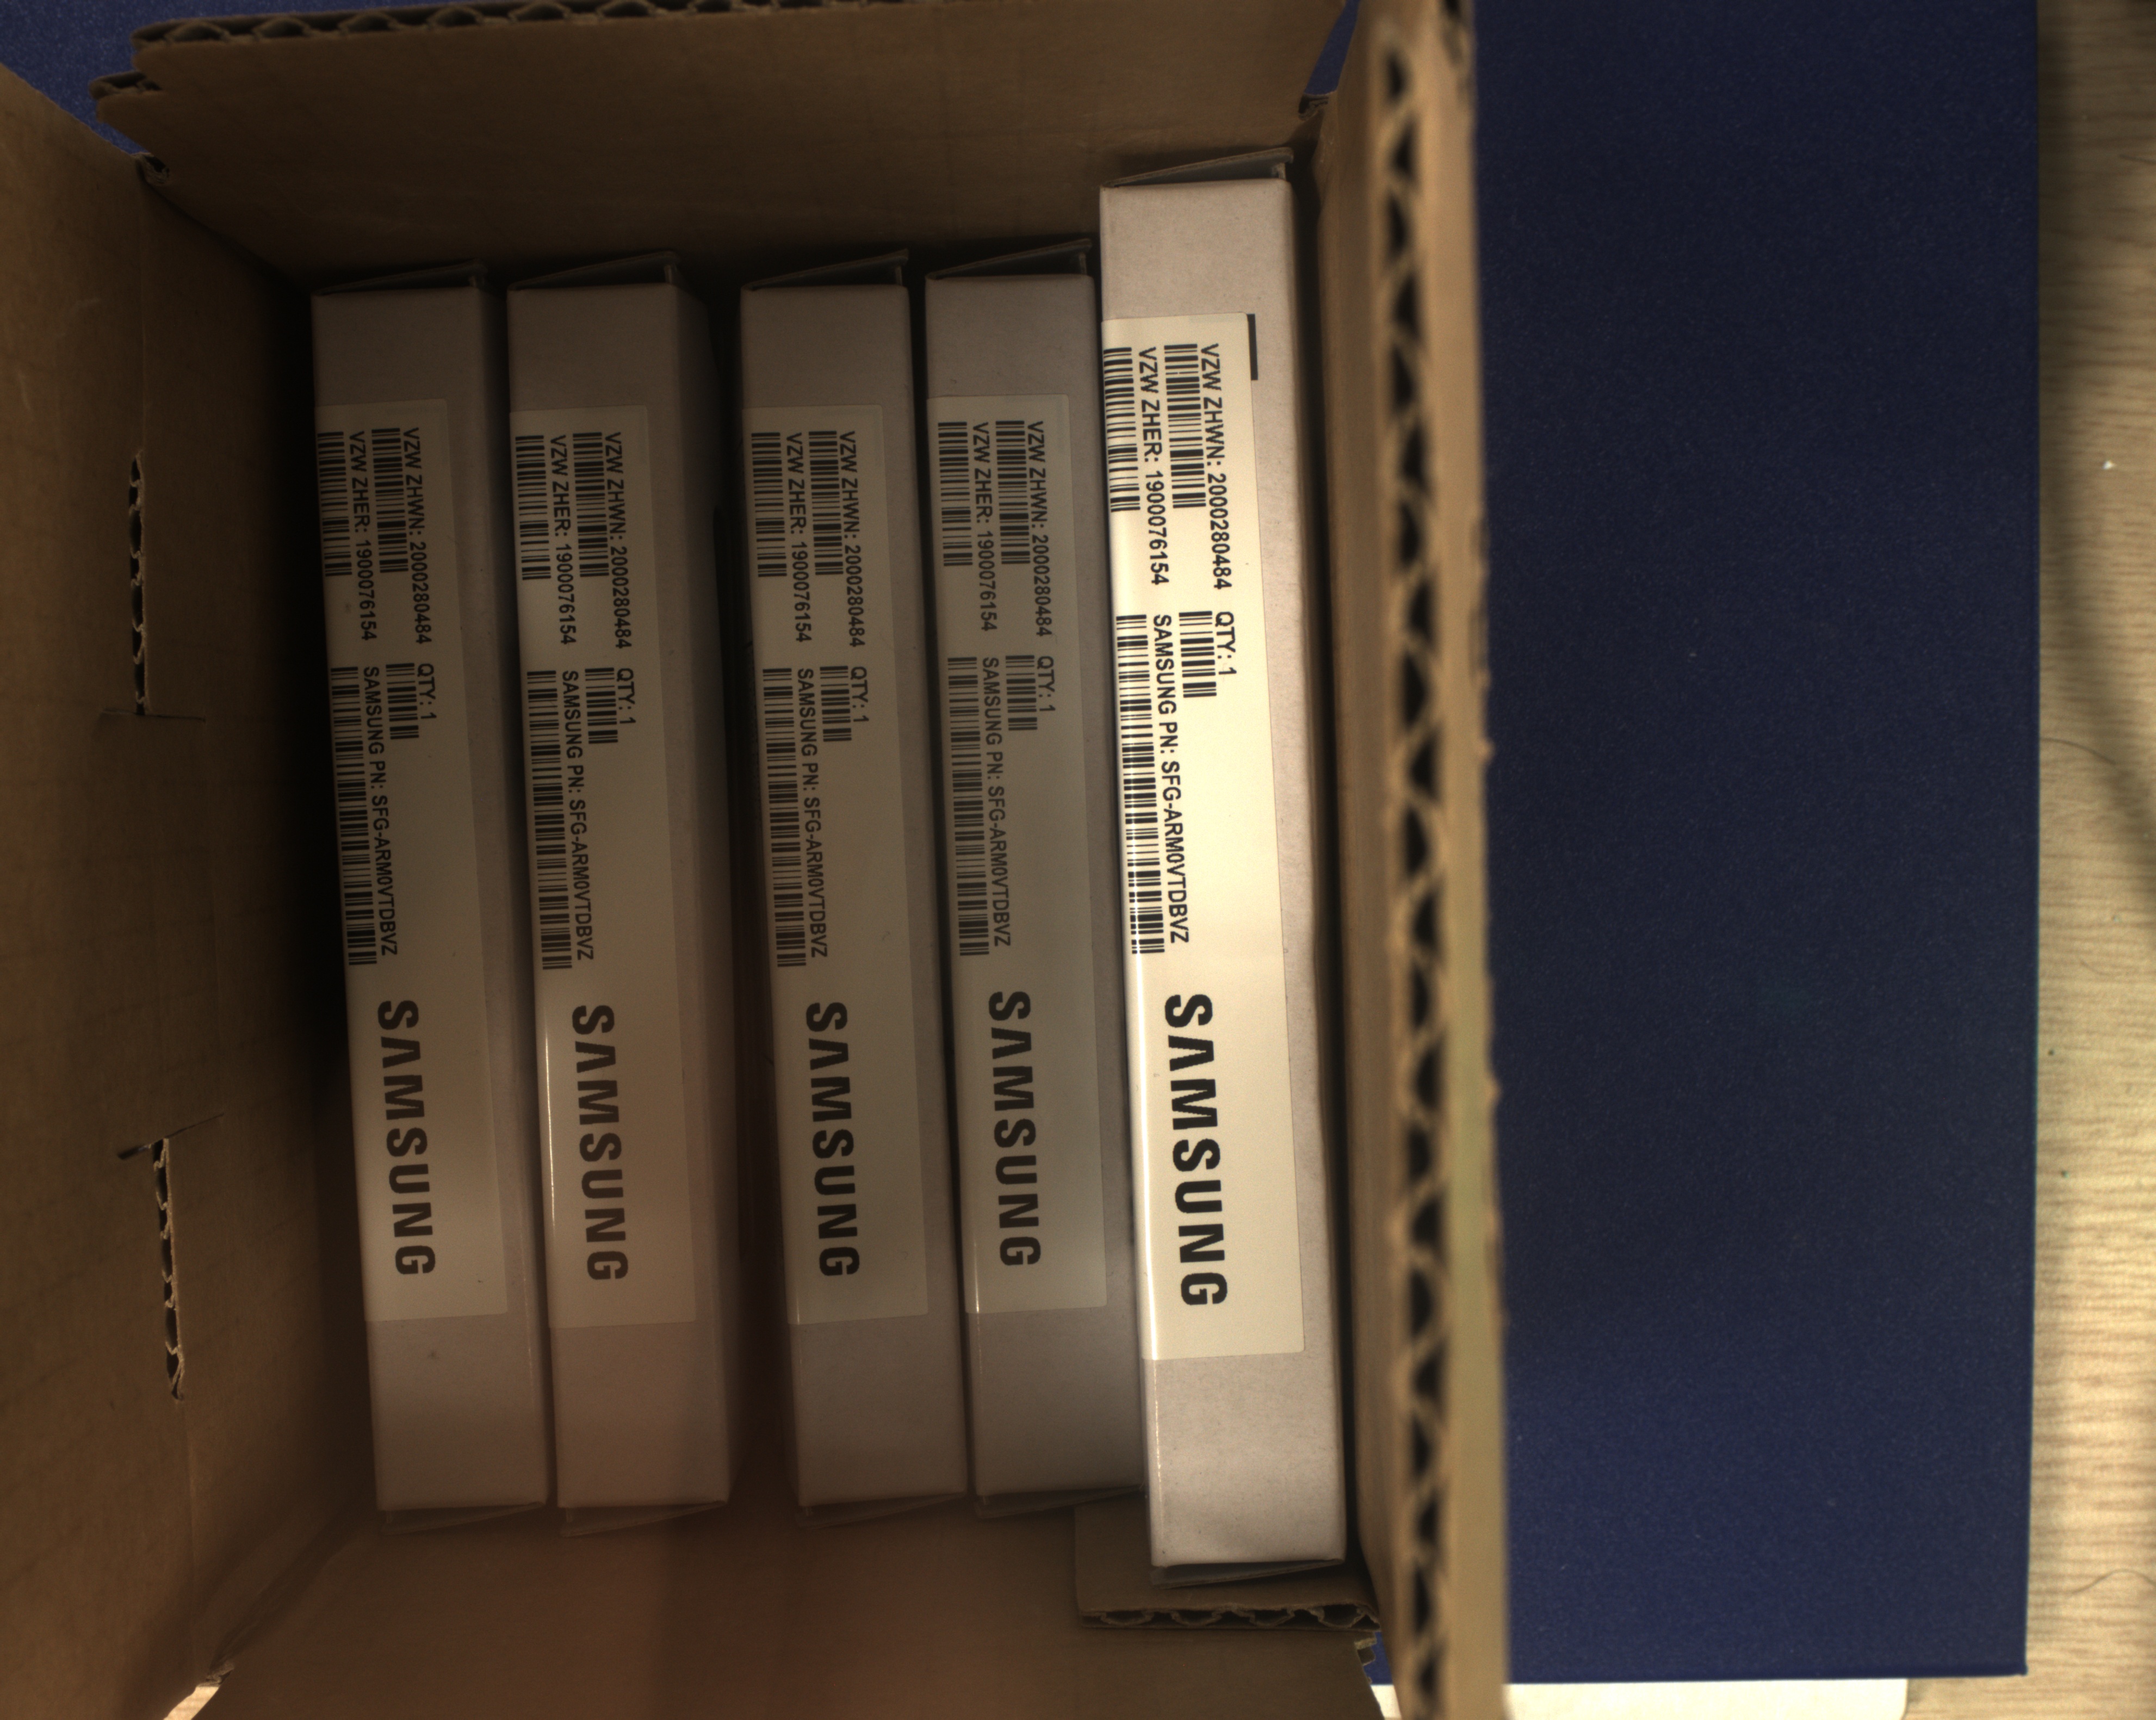 VZW ZHWN: 2000280484 QTY: 1
VZW ZHER: 1900076154 SAMSUNG PN: SFG-ARM0VTDBVZ
SAMSUNG
VZW ZHWN: 2000280484 QTY: 1
VZW ZHER: 1900076154 SAMSUNG PN: SFG-ARM0VTDBVZ
SAMSUNG
VZW ZHWN: 2000280484 QTY: 1
VZW ZHER: 1900076154 SAMSUNG PN: SFG-ARM0VTDBVZ
SAMSUNG
VZW ZHWN: 2000280484 QTY: 1
VZW ZHER: 1900076154 SAMSUNG PN: SFG-ARM0VTDBVZ
SAMSUNG
VZW ZHWN: 2000280484 QTY: 1
VZW ZHER: 1900076154 SAMSUNG PN: SFG-ARM0VTDBVZ
SAMSUNG